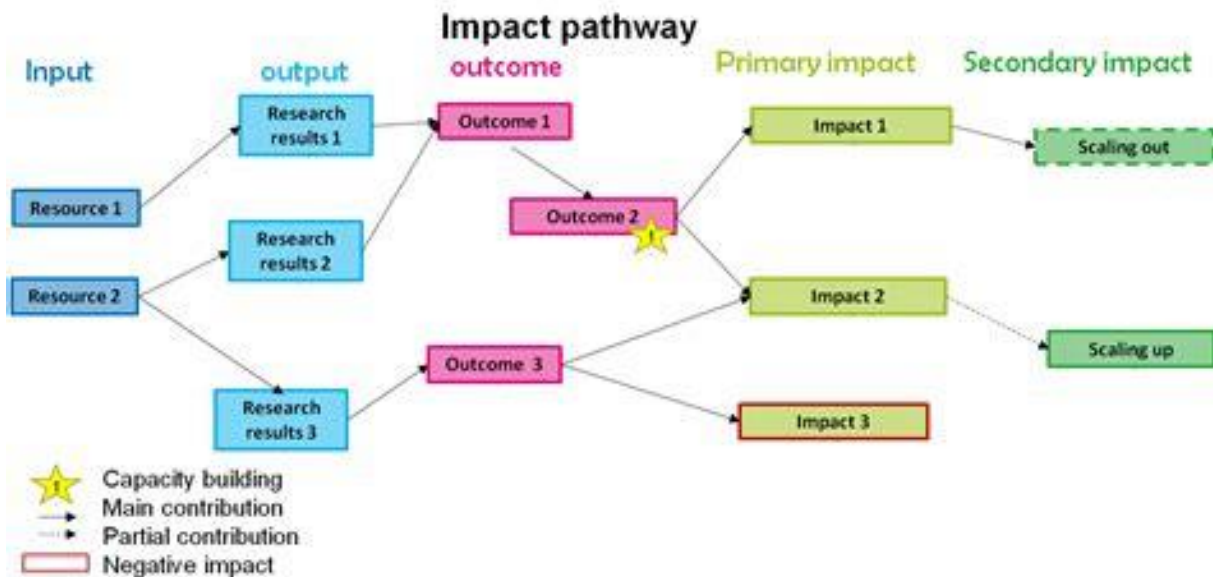 Impact pathway
Input
output
outcome
Primary impact
Secondary impact
Research
results 1
Outcome 1
Impact 1
Scaling out
Resource 1
Outcome 2
1
Research
results 2
Resource 2
Impact 2
Scaling up
Outcome 3
Research
results 3
Impact 3
1
Capacity building
Main contribution
Partial contribution
Negative impact